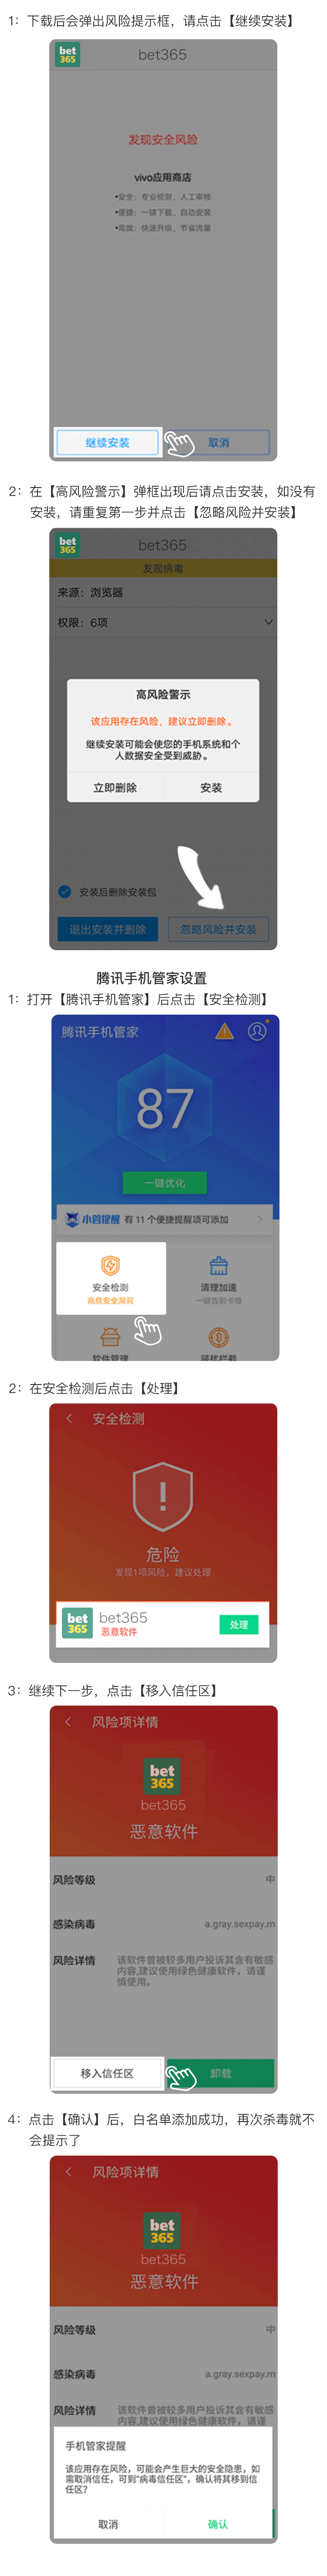 1：下载后会弹出风险提示框，请点击【继续安装】
bet
365
bet365
发现安全风险
vivo应用商店
•安全：专业检测、人工审核
•便捷：一键下载、自动安装
•高效：快速升级、节省流量
继续安装
取消
2：在【高风险警示】弹框出现后请点击安装，如没有
安装，请重复第一步并点击【忽略风险并安装】
bet
365
bet365
发现病毒
来源：浏览器
权限：6项
高风险警示
该应用存在风险，建议立即删除。
继续安装可能会使您的手机系统和个
人数据安全受到威胁。
立即删除
安装
安装后删除安装包
退出安装并删除
忽略风险并安装
腾讯手机管家设置
1：打开【腾讯手机管家】后点击【安全检测】
腾讯手机管家
87
一键优化
小管提醒 有 11 个便捷提醒项可添加
安全检测
高危安全漏洞
清理加速
一键告别卡慢
软件管理
骚扰拦截
2：在安全检测后点击【处理】
安全检测
危险
发现1项风险，建议处理
bet
365
bet365
恶意软件
处理
3：继续下一步，点击【移入信任区】
风险项详情
bet
365
bet365
恶意软件
风险等级
中
感染病毒
a.gray.sexpay.m
风险详情
该软件曾被较多用户投诉其含有敏感
内容,建议使用绿色健康软件，请谨
慎使用。
移入信任区
卸载
4：点击【确认】后，白名单添加成功，再次杀毒就不
会提示了
风险项详情
bet
365
bet365
恶意软件
风险等级
中
感染病毒
a.gray.sexpay.m
风险详情
该软件曾被较多用户投诉其含有敏感
内容,建议使用绿色健康软件，请谨
手机管家提醒
该应用存在风险，可能会产生巨大的安全隐患，如
需取消信任，可到“病毒信任区”，确认将其移到信
任区？
取消
确认